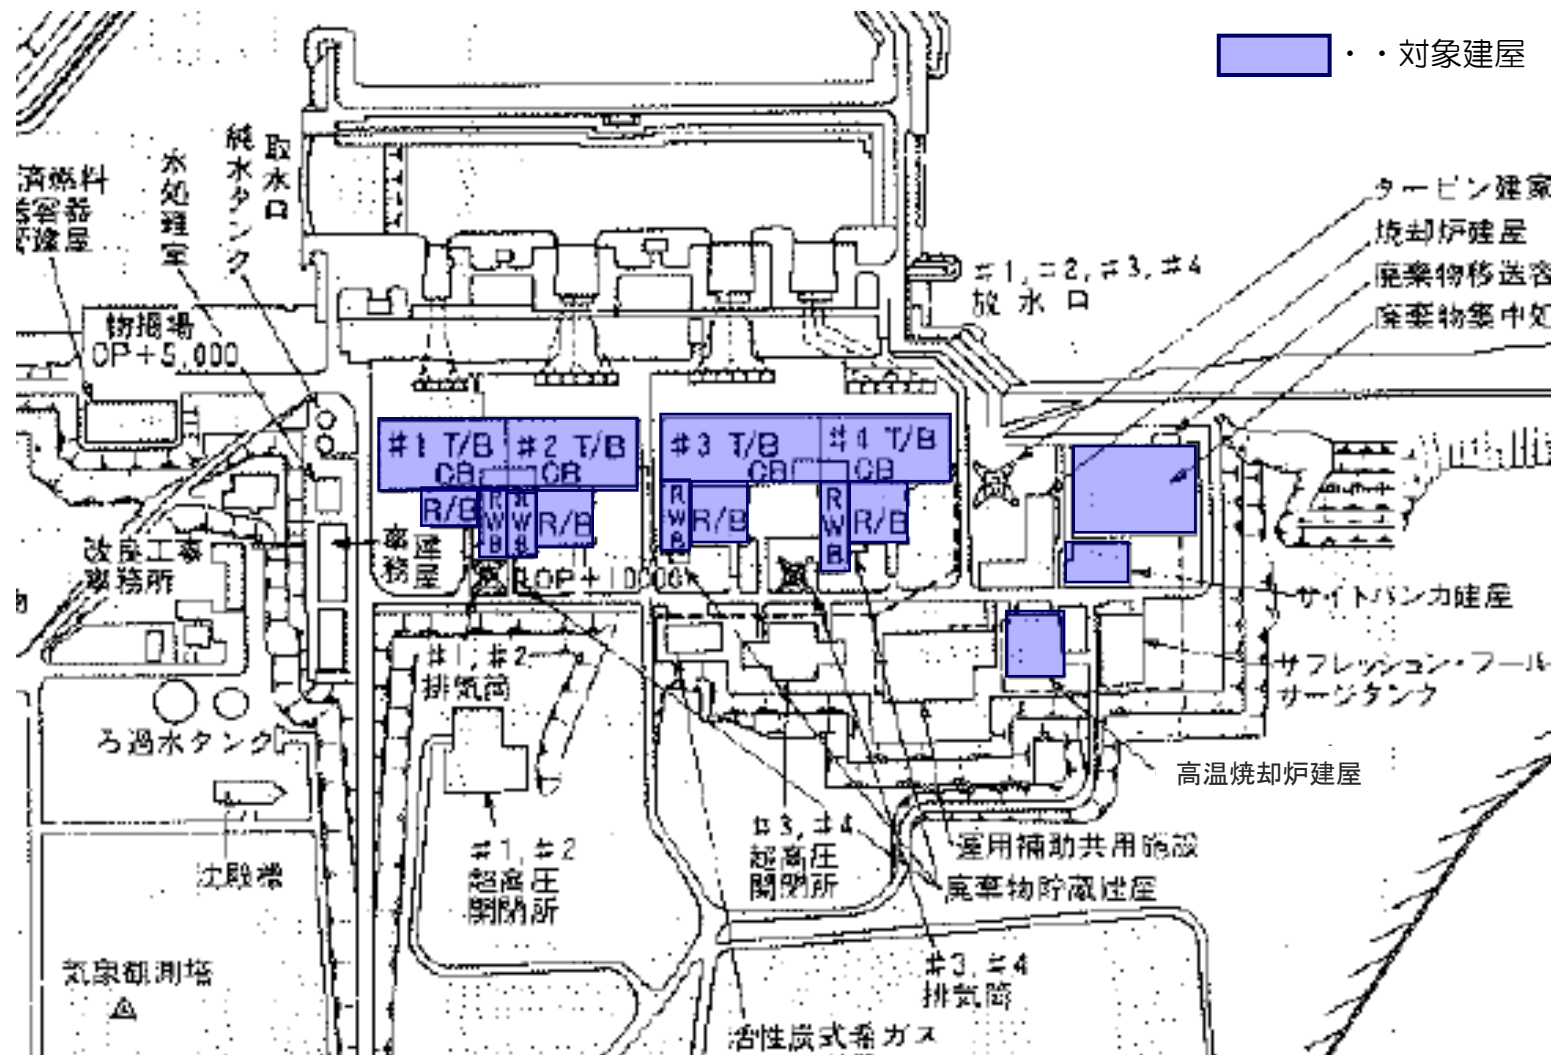 ・・対象建屋
純水タンク
取水口
水処理室
済燃料
容器
建屋
物揚場
OP+5,000
タービン建家
焼却炉建屋
廃棄物移送容
廃棄物集中処
#1,#2,#3,#4
放水口
#1 T/B
#2 T/B
#3 T/B
#4 T/B
CB
CB
CB
CB
R/B
RWB
RWB
R/B
RWB
R/B
RWB
R/B
改良工事
事務所
事務
建屋
OP+10000
サイトバンカ建屋
サプレッション・プール
サージタンク
#1,#2
排気筒
ろ過水タンク
高温焼却炉建屋
#1,#2
超高圧
開閉所
#3,#4
超高圧
開閉所
運用補助共用施設
廃棄物貯蔵建屋
気象観測塔
#3,#4
排気筒
活性炭式希ガス